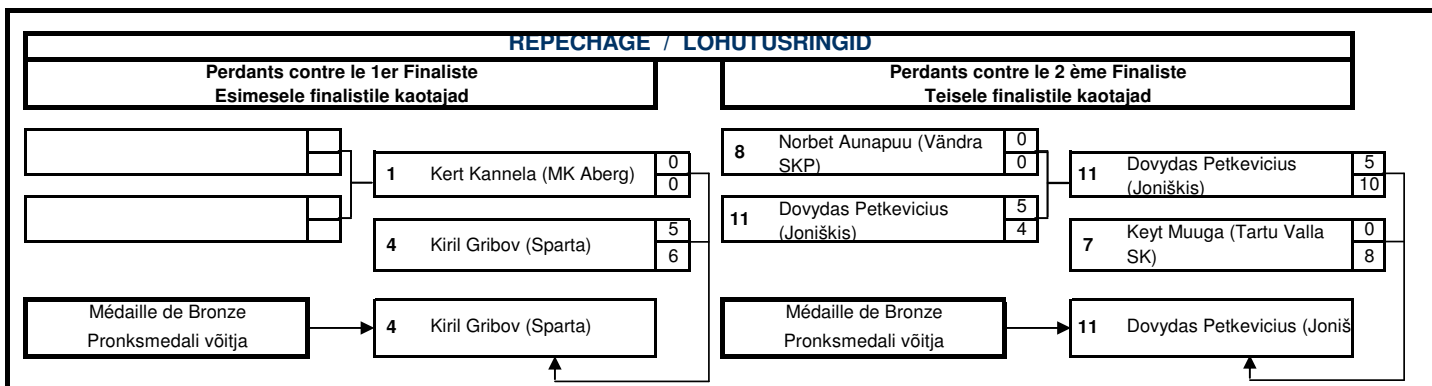 REPECHAGE / LOHUTUSRINGID
Perdants contre le 1er Finaliste
Esimesele finalistile kaotajad
Perdants contre le 2 ème Finaliste
Teisele finalistile kaotajad
1 Kert Kannela (MK Aberg) 0
0
4 Kiril Gribov (Sparta) 5
6
Médaille de Bronze
Pronksmedali võitja
4 Kiril Gribov (Sparta)
8 Norbet Aunapuu (Vändra 0
SKP) 0
11 Dovydas Petkevicius 5
(Joniškis) 4
11 Dovydas Petkevicius 5
(Joniškis) 10
7 Keyt Muuga (Tartu Valla 0
SK) 8
Médaille de Bronze
Pronksmedali võitja
11 Dovydas Petkevicius (Joniš